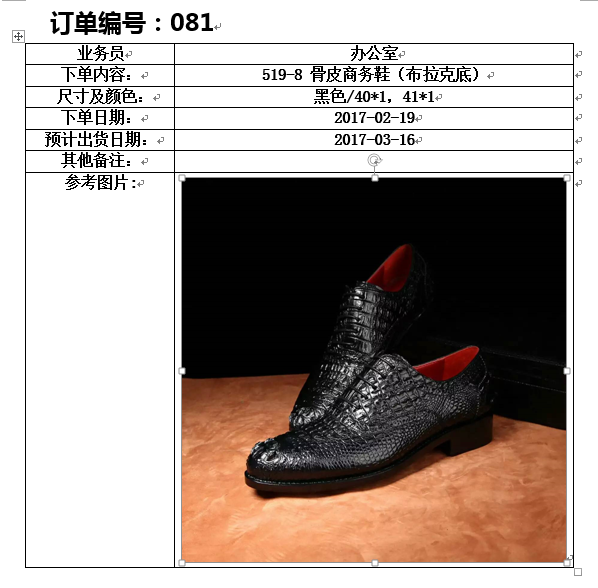 订单编号：081
业务员 办公室
下单内容： 519-8 骨皮商务鞋（布拉克底）
尺寸及颜色： 黑色/40*1，41*1
下单日期： 2017-02-19
预计出货日期： 2017-03-16
其他备注：
参考图片: